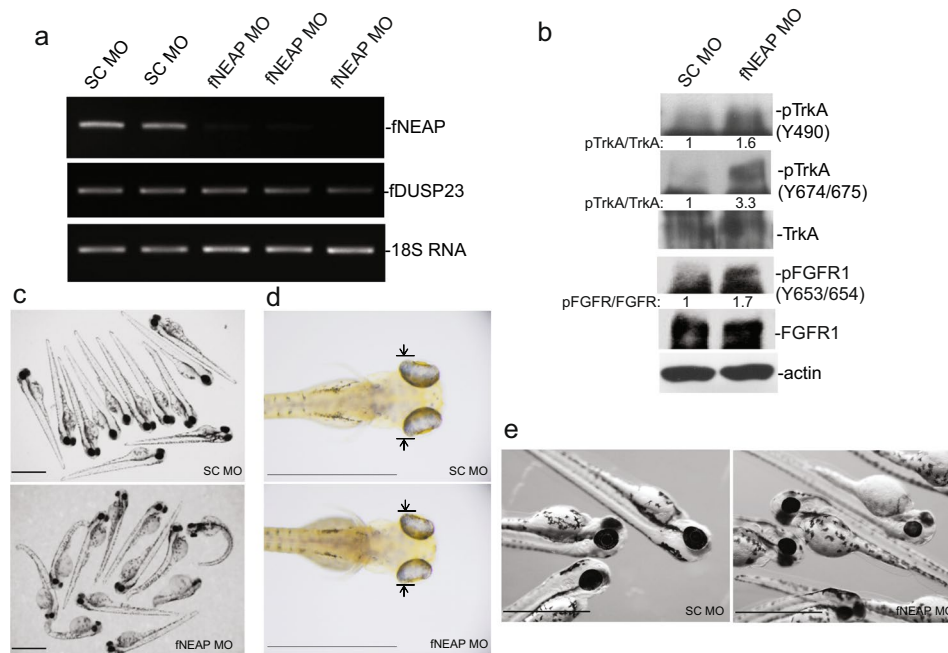 a
SC MO
SC MO
fNEAP MO
fNEAP MO
fNEAP MO
-fNEAP
-fDUSP23
-18S RNA
b
SC MO
fNEAP MO
-pTrkA
(Y490)
pTrkA/TrkA: 1 1.6
-pTrkA
(Y674/675)
pTrkA/TrkA: 1 3.3
-TrkA
-pFGFR1
(Y653/654)
pFGFR/FGFR: 1 1.7
-FGFR1
-actin
c
SC MO
fNEAP MO
d
SC MO
fNEAP MO
e
SC MO
fNEAP MO